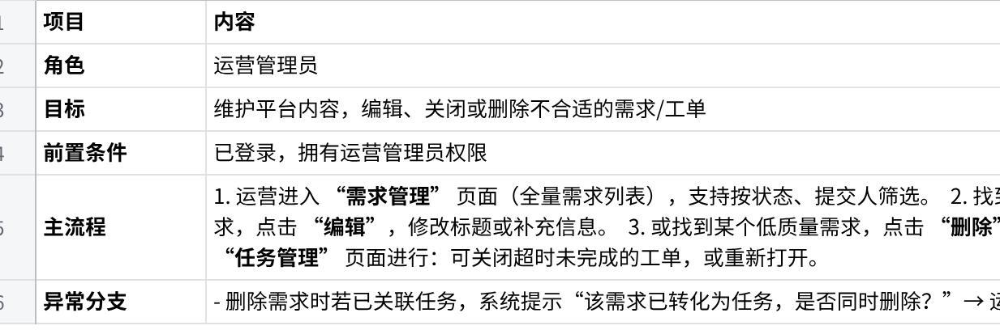 项目 内容
角色 运营管理员
目标 维护平台内容，编辑、关闭或删除不合适的需求/工单
前置条件 已登录，拥有运营管理员权限
主流程
1. 运营进入 “需求管理” 页面（全量需求列表），支持按状态、提交人筛选。 2. 找
求，点击 “编辑” ，修改标题或补充信息。 3. 或找到某个低质量需求，点击 “删除”
“任务管理” 页面进行：可关闭超时未完成的工单，或重新打开。
异常分支 - 删除需求时若已关联任务，系统提示“该需求已转化为任务，是否同时删除？” →